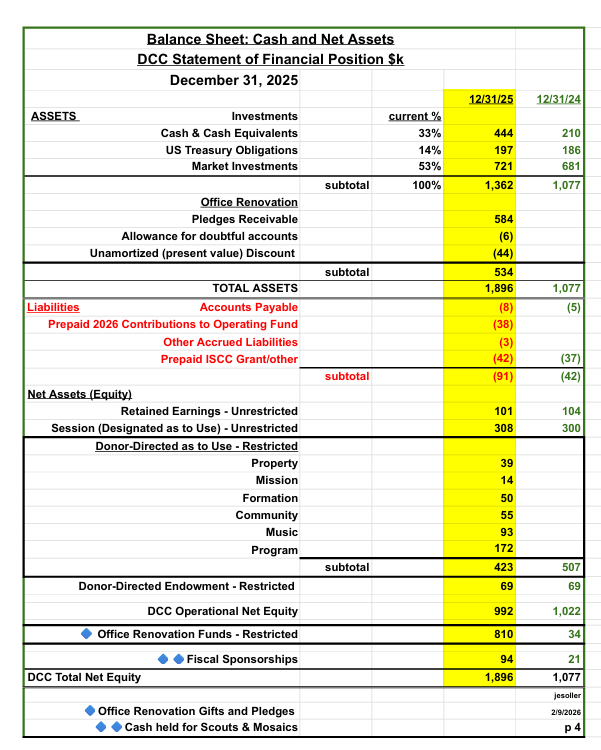 Balance Sheet: Cash and Net Assets
DCC Statement of Financial Position $k
December 31, 2025
12/31/25 12/31/24
ASSETS Investments current %
Cash & Cash Equivalents 33% 444 210
US Treasury Obligations 14% 197 186
Market Investments 53% 721 681
subtotal 100% 1,362 1,077
Office Renovation
Pledges Receivable 584
Allowance for doubtful accounts (6)
Unamortized (present value) Discount (44)
subtotal 534
TOTAL ASSETS 1,896 1,077
Liabilities Accounts Payable (8) (5)
Prepaid 2026 Contributions to Operating Fund (38)
Other Accrued Liabilities (3)
Prepaid ISCC Grant/other (42) (37)
subtotal (91) (42)
Net Assets (Equity)
Retained Earnings - Unrestricted 101 104
Session (Designated as to Use) - Unrestricted 308 300
Donor-Directed as to Use - Restricted
Property 39
Mission 14
Formation 50
Community 55
Music 93
Program 172
subtotal 423 507
Donor-Directed Endowment - Restricted 69 69
DCC Operational Net Equity 992 1,022
Office Renovation Funds - Restricted 810 34
Fiscal Sponsorships 94 21
DCC Total Net Equity 1,896 1,077
jesoller
Office Renovation Gifts and Pledges 2/9/2026
Cash held for Scouts & Mosaics p 4